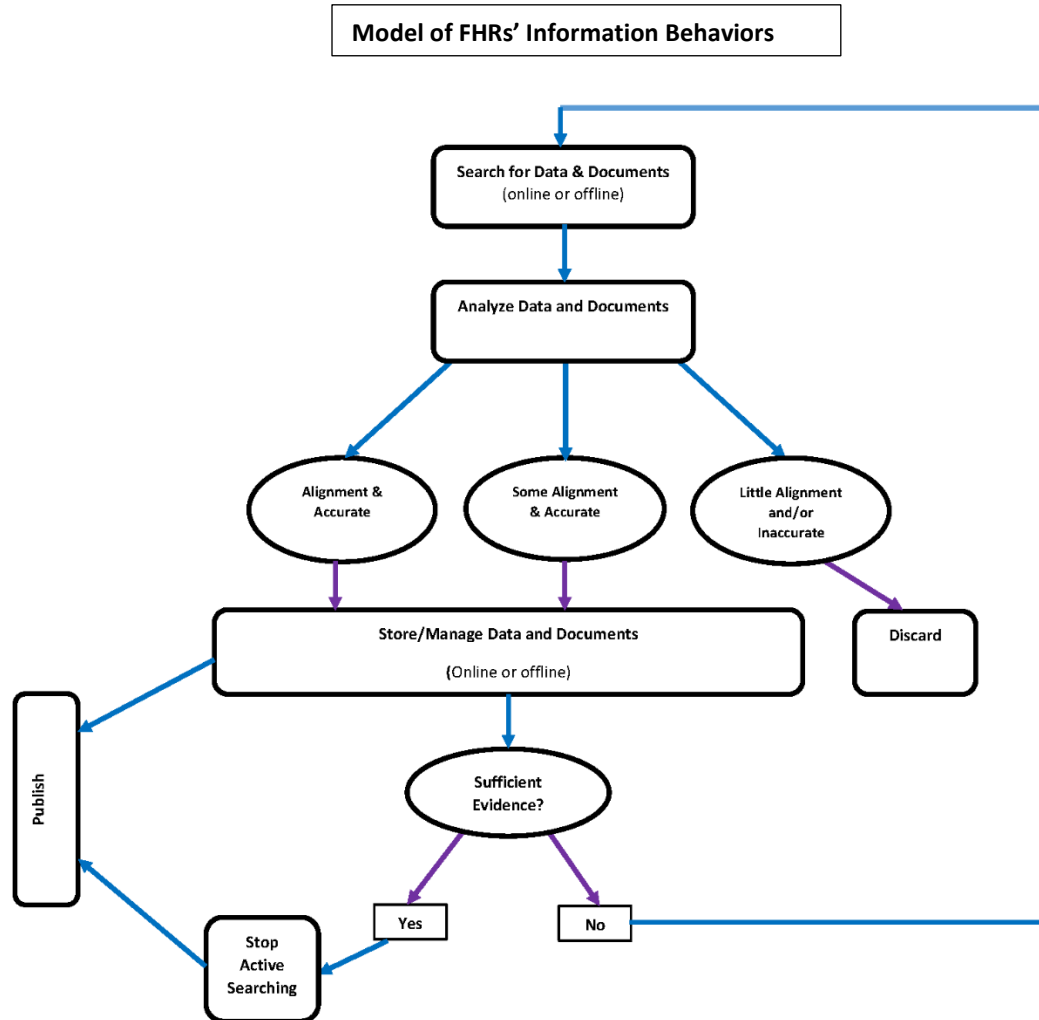 Model of FHRs’ Information Behaviors
Search for Data & Documents
(online or offline)
Analyze Data and Documents
Alignment &
Accurate
Some Alignment
& Accurate
Little Alignment
and/or
Inaccurate
Store/Manage Data and Documents
(Online or offline)
Discard
Publish
Sufficient
Evidence?
Yes
No
Stop
Active
Searching